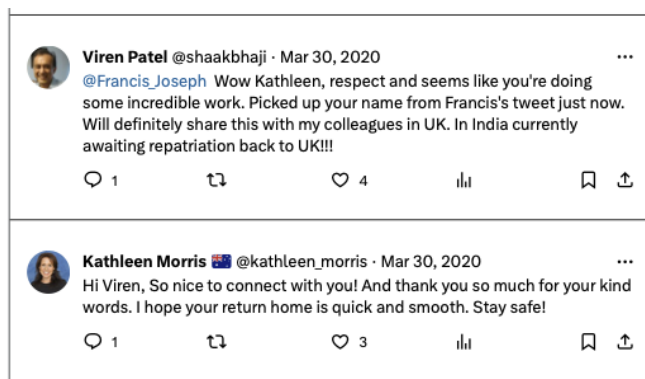 Viren Patel @shaakbhaji · Mar 30, 2020
@Francis_Joseph Wow Kathleen, respect and seems like you're doing
some incredible work. Picked up your name from Francis's tweet just now.
Will definitely share this with my colleagues in UK. In India currently
awaiting repatriation back to UK!!!
1 4
Kathleen Morris 🇦🇺 @kathleen_morris · Mar 30, 2020
Hi Viren, So nice to connect with you! And thank you so much for your kind
words. I hope your return home is quick and smooth. Stay safe!
1 3